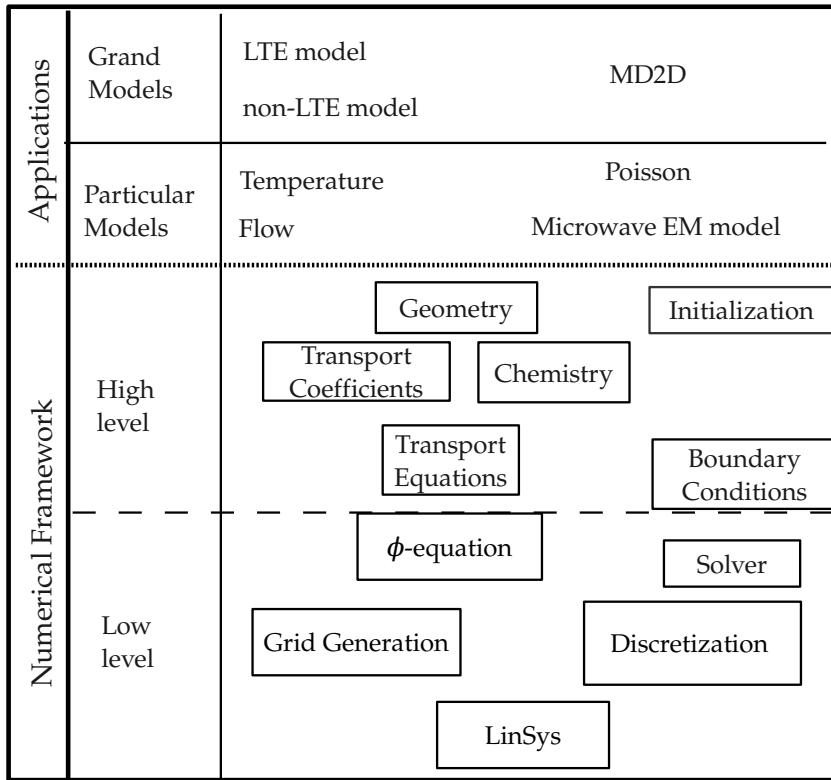 Applications
Grand
Models
LTE model
non-LTE model
MD2D
Particular
Models
Temperature
Flow
Poisson
Microwave EM model
Numerical Framework
High
level
Geometry
Initialization
Transport
Coefficients
Chemistry
Transport
Equations
Boundary
Conditions
Low
level
ϕ-equation
Solver
Grid Generation
Discretization
LinSys